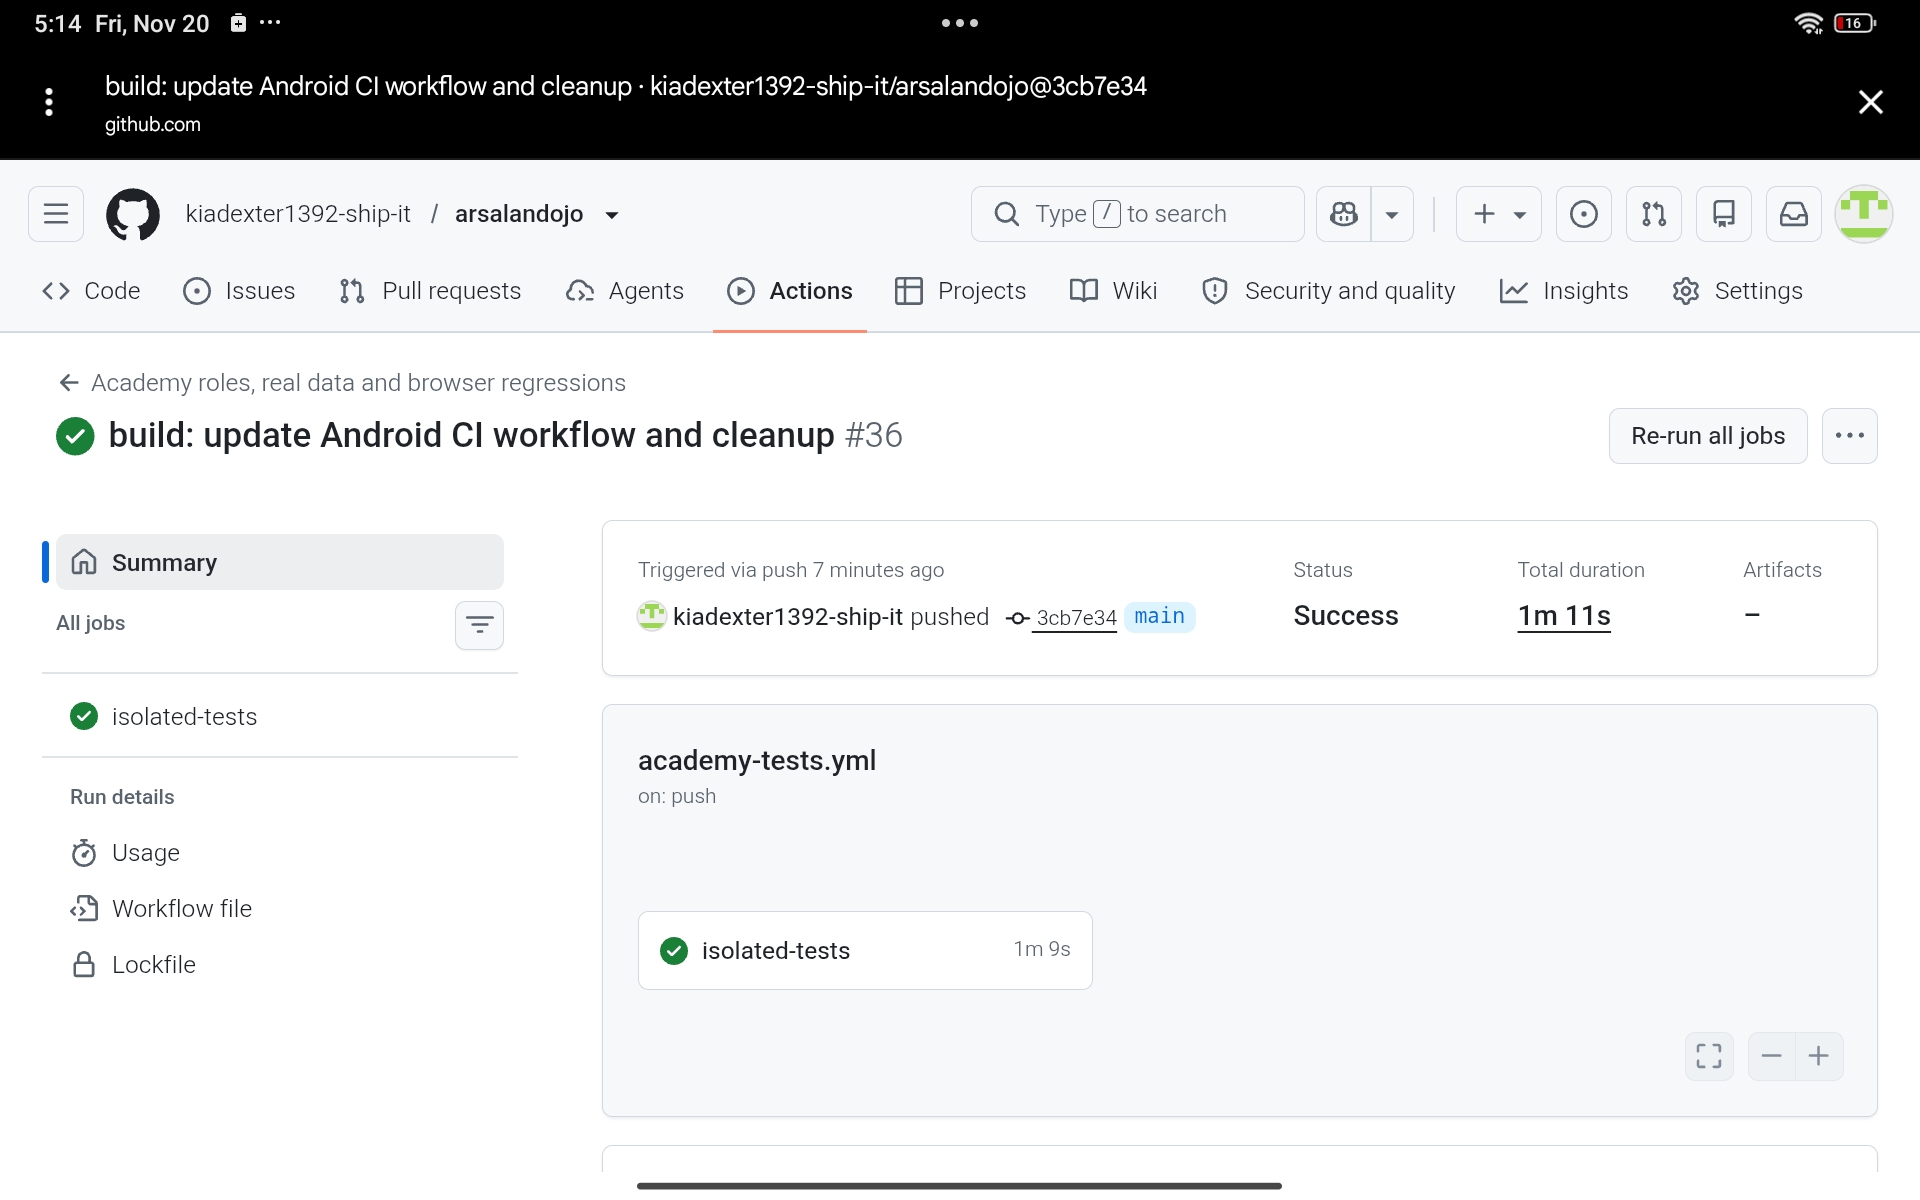 5:14 Fri, Nov 20
16
build: update Android CI workflow and cleanup · kiadexter1392-ship-it/arsalandojo@3cb7e34
github.com
kiadexter1392-ship-it / arsalandojo
Type / to search
Code
Issues
Pull requests
Agents
Actions
Projects
Wiki
Security and quality
Insights
Settings
Academy roles, real data and browser regressions
build: update Android CI workflow and cleanup #36
Re-run all jobs
Summary
All jobs
isolated-tests
Run details
Usage
Workflow file
Lockfile
Triggered via push 7 minutes ago
kiadexter1392-ship-it pushed 3cb7e34 main
Status
Success
Total duration
1m 11s
Artifacts
–
academy-tests.yml
on: push
isolated-tests 1m 9s